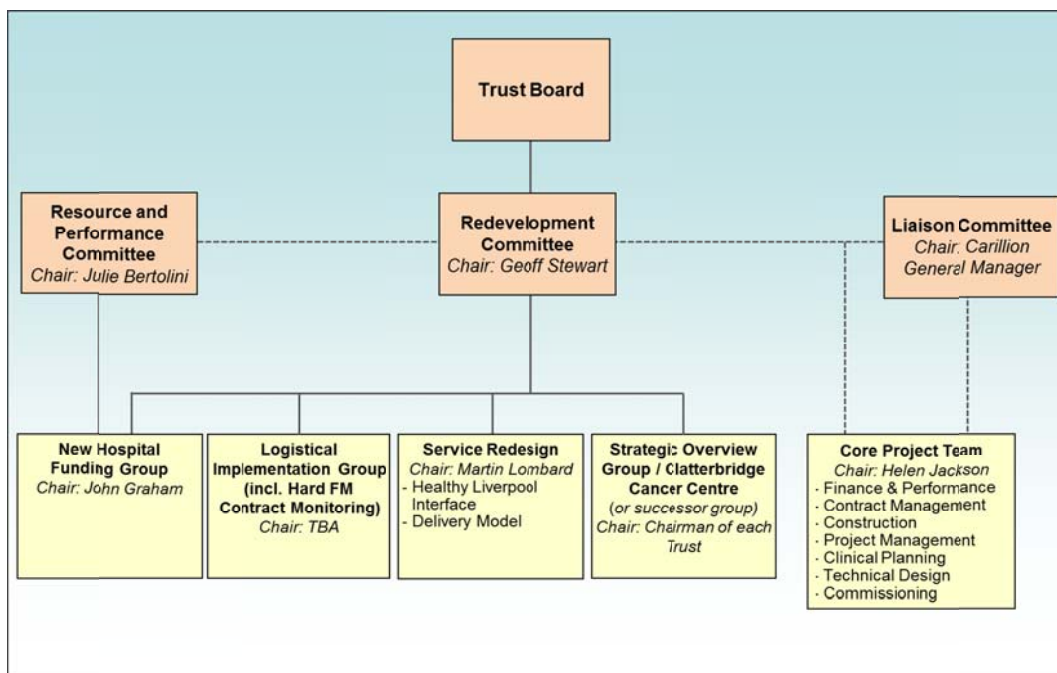 Trust Board
Resource and
Performance
Committee
Chair: Julie Bertolini
Redevelopment
Committee
Chair: Geoff Stewart
Liaison Committee
Chair: Carillion
General Manager
New Hospital
Funding Group
Chair: John Graham
Logistical
Implementation Group
(incl. Hard FM
Contract Monitoring)
Chair: TBA
Service Redesign
Chair: Martin Lombard
- Healthy Liverpool
Interface
- Delivery Model
Strategic Overview
Group / Clatterbridge
Cancer Centre
(or successor group)
Chair: Chairman of each
Trust
Core Project Team
Chair: Helen Jackson
· Finance & Performance
· Contract Management
· Construction
· Project Management
· Clinical Planning
· Technical Design
· Commissioning